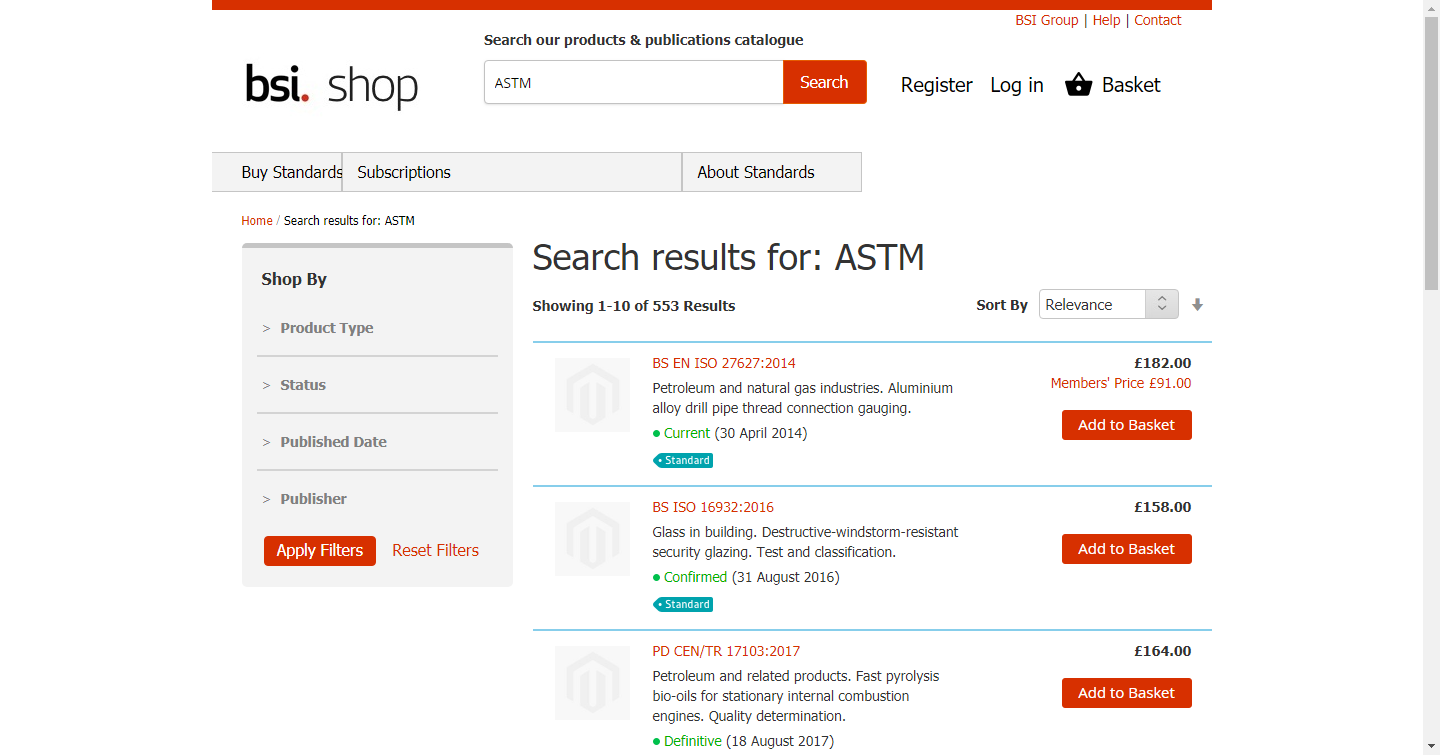 BSI Group | Help | Contact
Search our products & publications catalogue
bsi. shop
ASTM
Search
Register
Log in
Basket
Buy Standards
Subscriptions
About Standards
Home / Search results for: ASTM
Shop By
> Product Type
> Status
> Published Date
> Publisher
Apply Filters
Reset Filters
Search results for: ASTM
Showing 1-10 of 553 Results
Sort By
Relevance
BS EN ISO 27627:2014
Petroleum and natural gas industries. Aluminium
alloy drill pipe thread connection gauging.
Current (30 April 2014)
Standard
£182.00
Members' Price £91.00
Add to Basket
BS ISO 16932:2016
Glass in building. Destructive-windstorm-resistant
security glazing. Test and classification.
Confirmed (31 August 2016)
Standard
£158.00
Add to Basket
PD CEN/TR 17103:2017
Petroleum and related products. Fast pyrolysis
bio-oils for stationary internal combustion
engines. Quality determination.
Definitive (18 August 2017)
£164.00
Add to Basket